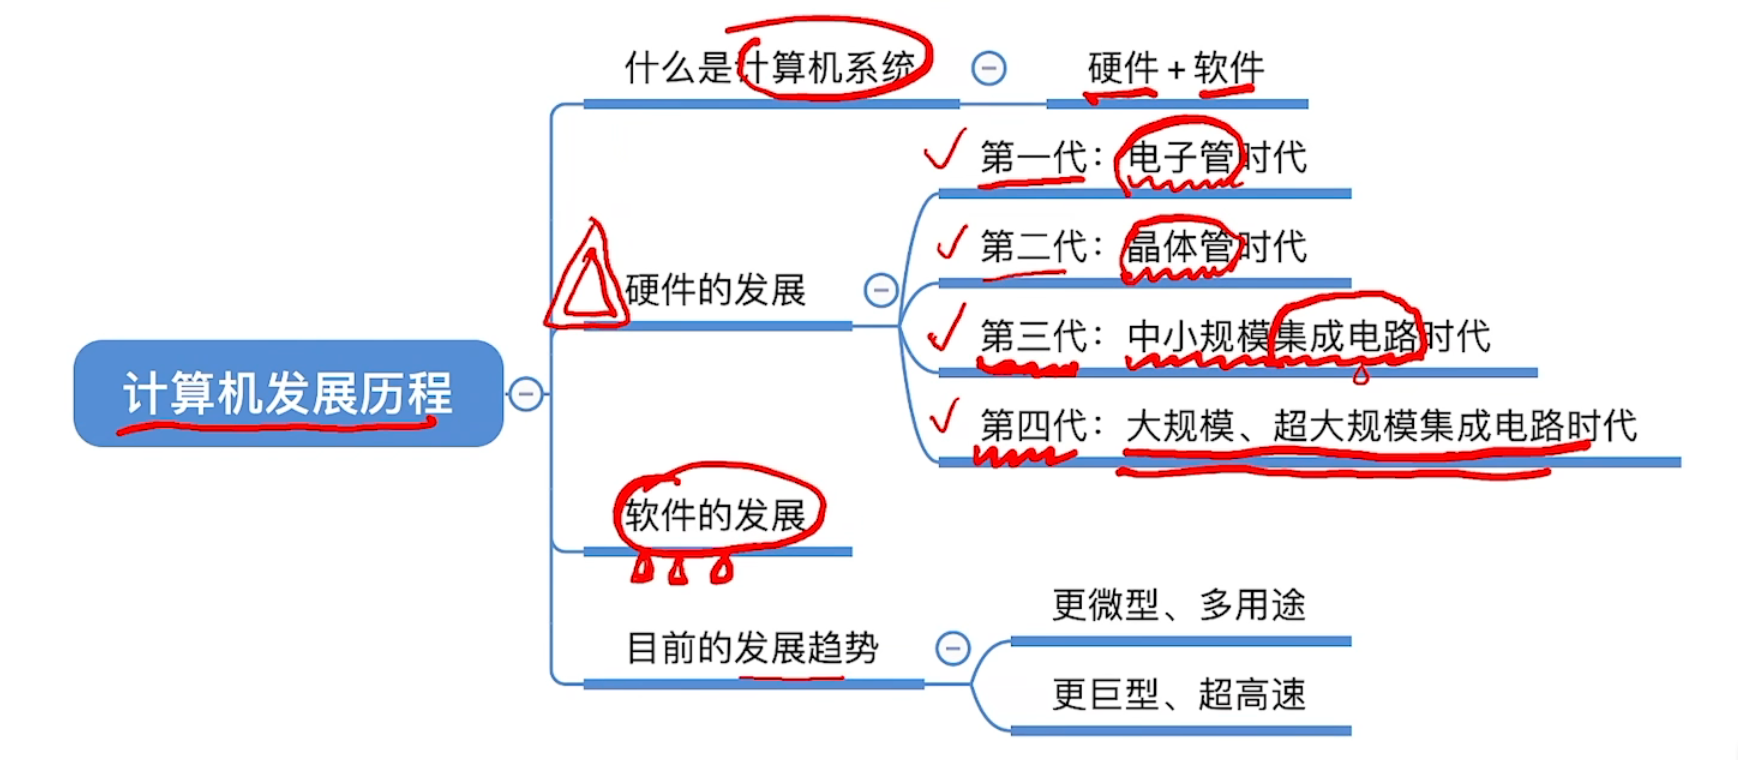 计算机发展历程
什么是计算机系统
硬件+软件
硬件的发展
第一代：电子管时代
第二代：晶体管时代
第三代：中小规模集成电路时代
第四代：大规模、超大规模集成电路时代
软件的发展
目前的发展趋势
更微型、多用途
更巨型、超高速